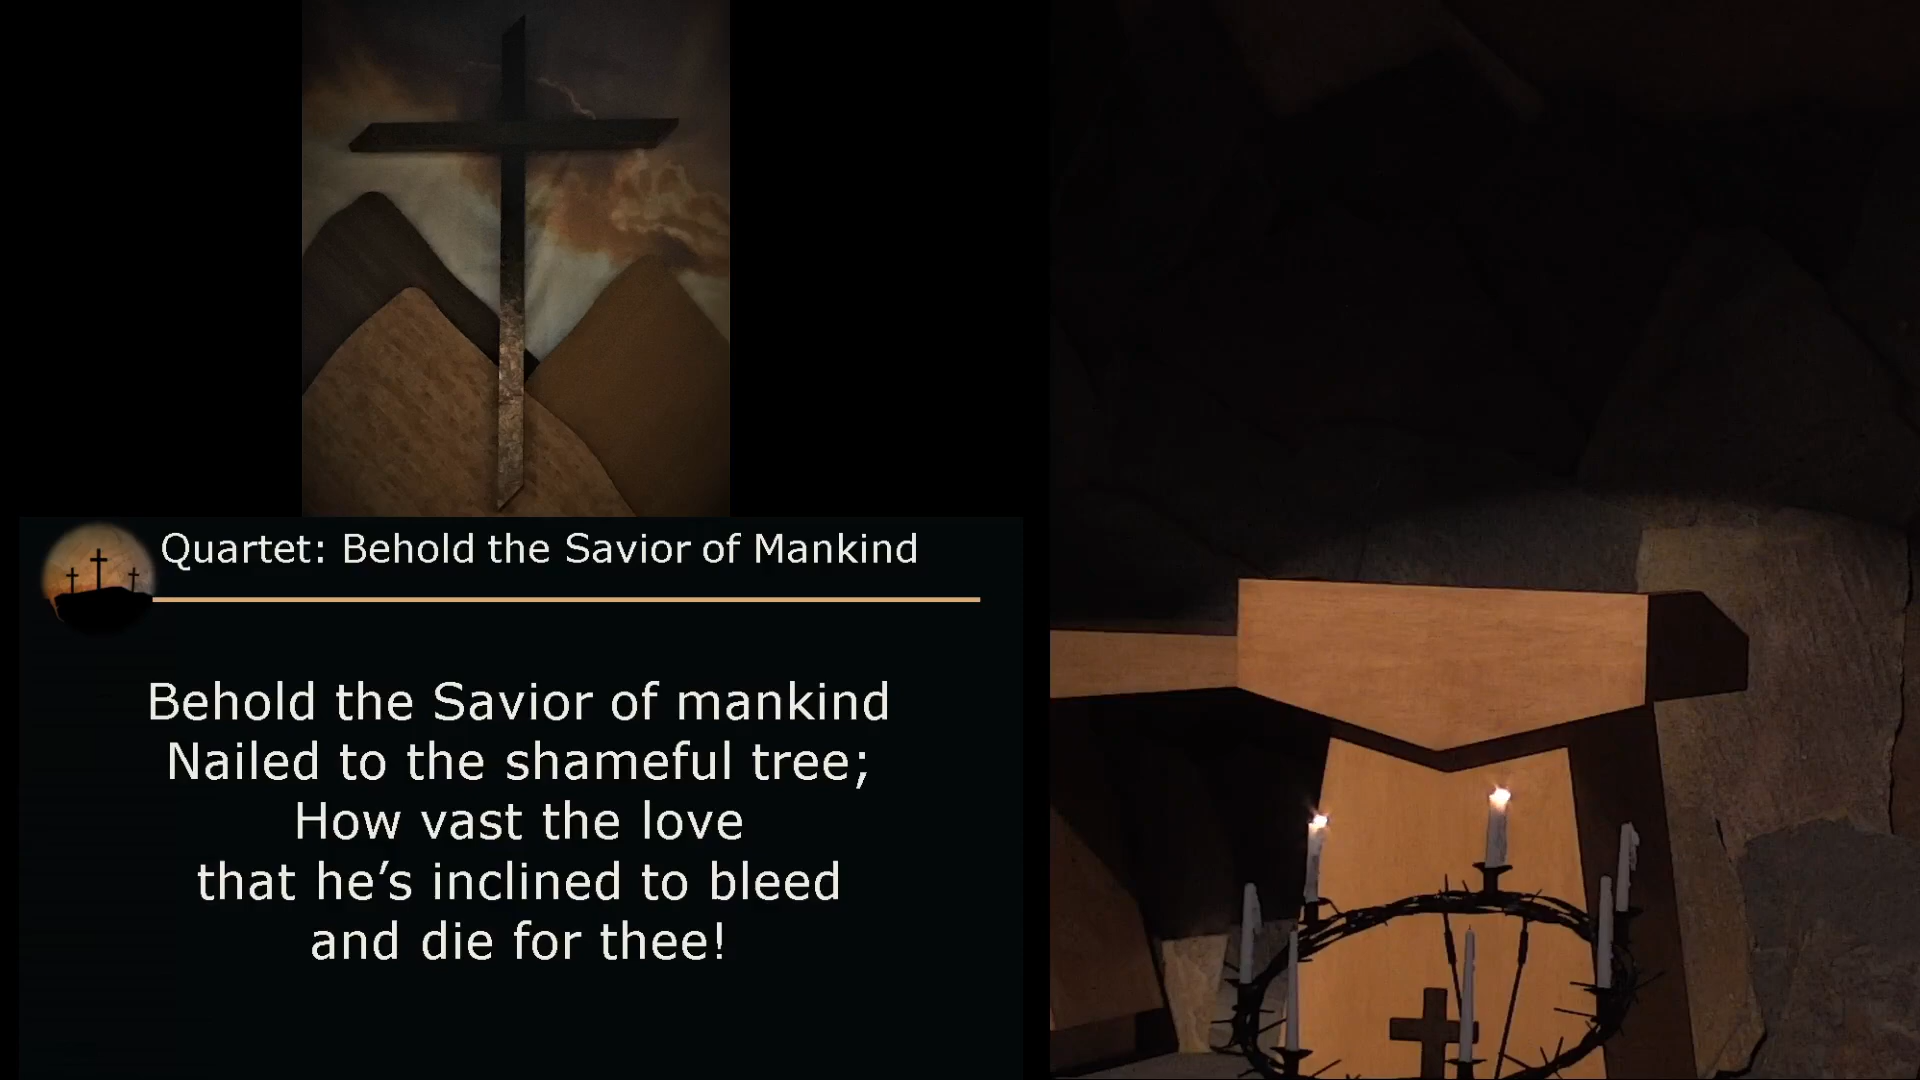 Quartet: Behold the Savior of Mankind
Behold the Savior of mankind
Nailed to the shameful tree;
How vast the love
that he’s inclined to bleed
and die for thee!